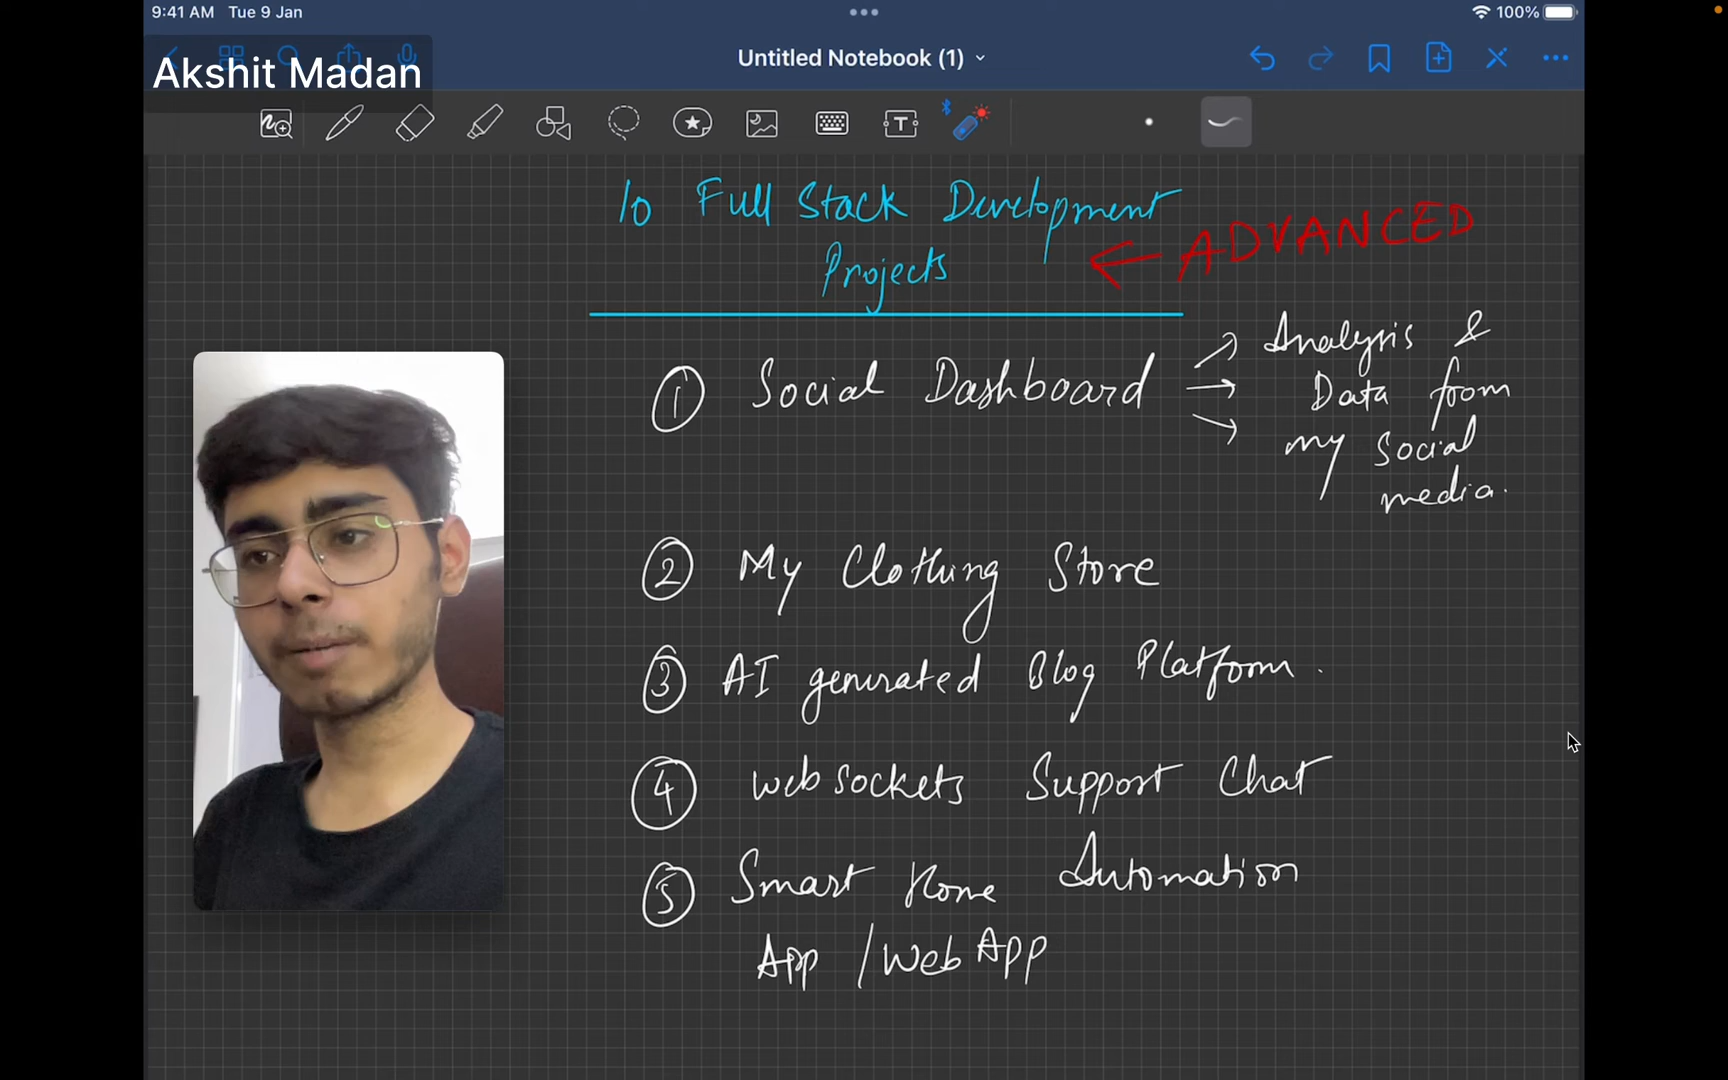 9:41 AM Tue 9 Jan
100%
Untitled Notebook (1)
Akshit Madan
10 Full Stack Development
Projects
← ADVANCED
① Social Dashboard
Analysis &
Data from
my social
media.
② My Clothing Store
③ AI generated Blog Platform.
④ Websockets Support Chat
⑤ Smart Home Automation
App / Web App